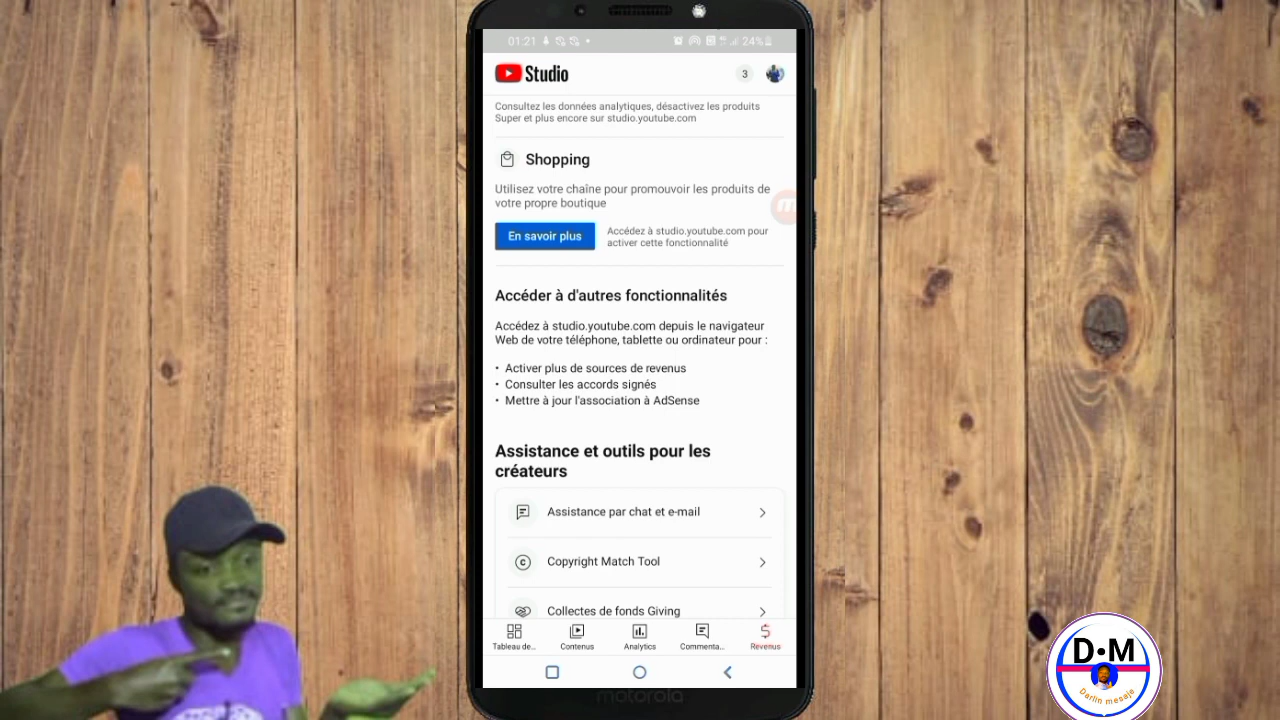 01:21
24%
Studio
3
Consultez les données analytiques, désactivez les produits
Super et plus encore sur studio.youtube.com
Shopping
Utilisez votre chaîne pour promouvoir les produits de
votre propre boutique
En savoir plus
Accédez à studio.youtube.com pour
activer cette fonctionnalité
Accéder à d'autres fonctionnalités
Accédez à studio.youtube.com depuis le navigateur
Web de votre téléphone, tablette ou ordinateur pour :
• Activer plus de sources de revenus
• Consulter les accords signés
• Mettre à jour l'association à AdSense
Assistance et outils pour les
créateurs
Assistance par chat et e-mail
Copyright Match Tool
Collectes de fonds Giving
Tableau de...
Contenus
Analytics
Commenta...
Revenus
motorola
D•M
Darlin mesaje